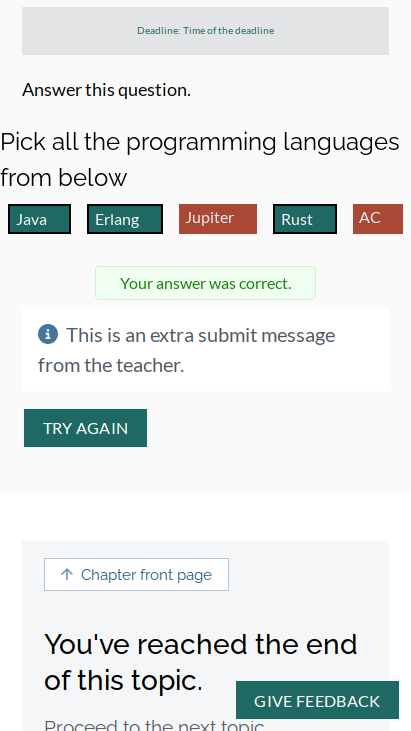 Deadline: Time of the deadline
Answer this question.
Pick all the programming languages
from below
Java Erlang Jupiter Rust AC
Your answer was correct.
This is an extra submit message
from the teacher.
TRY AGAIN
Chapter front page
You've reached the end
of this topic.
GIVE FEEDBACK
Proceed to the next topic